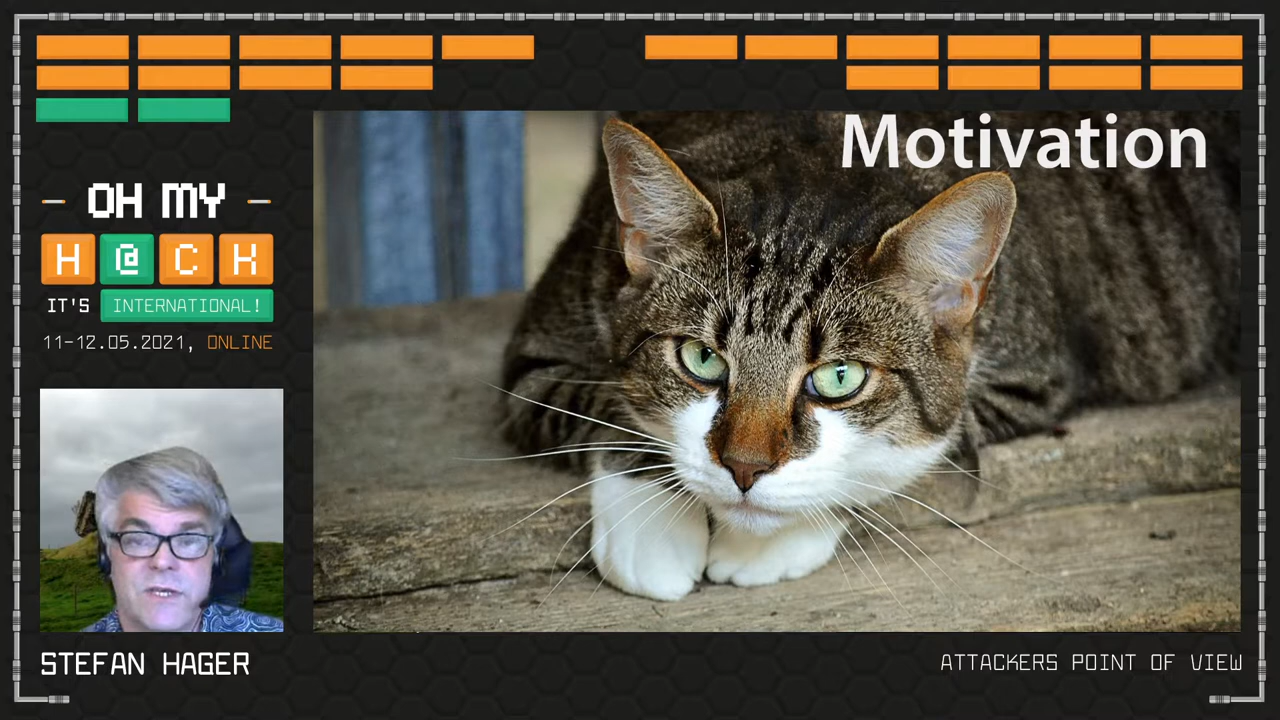 Motivation
OH MY
H@CK
IT'S INTERNATIONAL!
11-12.05.2021, ONLINE
STEFAN HAGER
ATTACKERS POINT OF VIEW